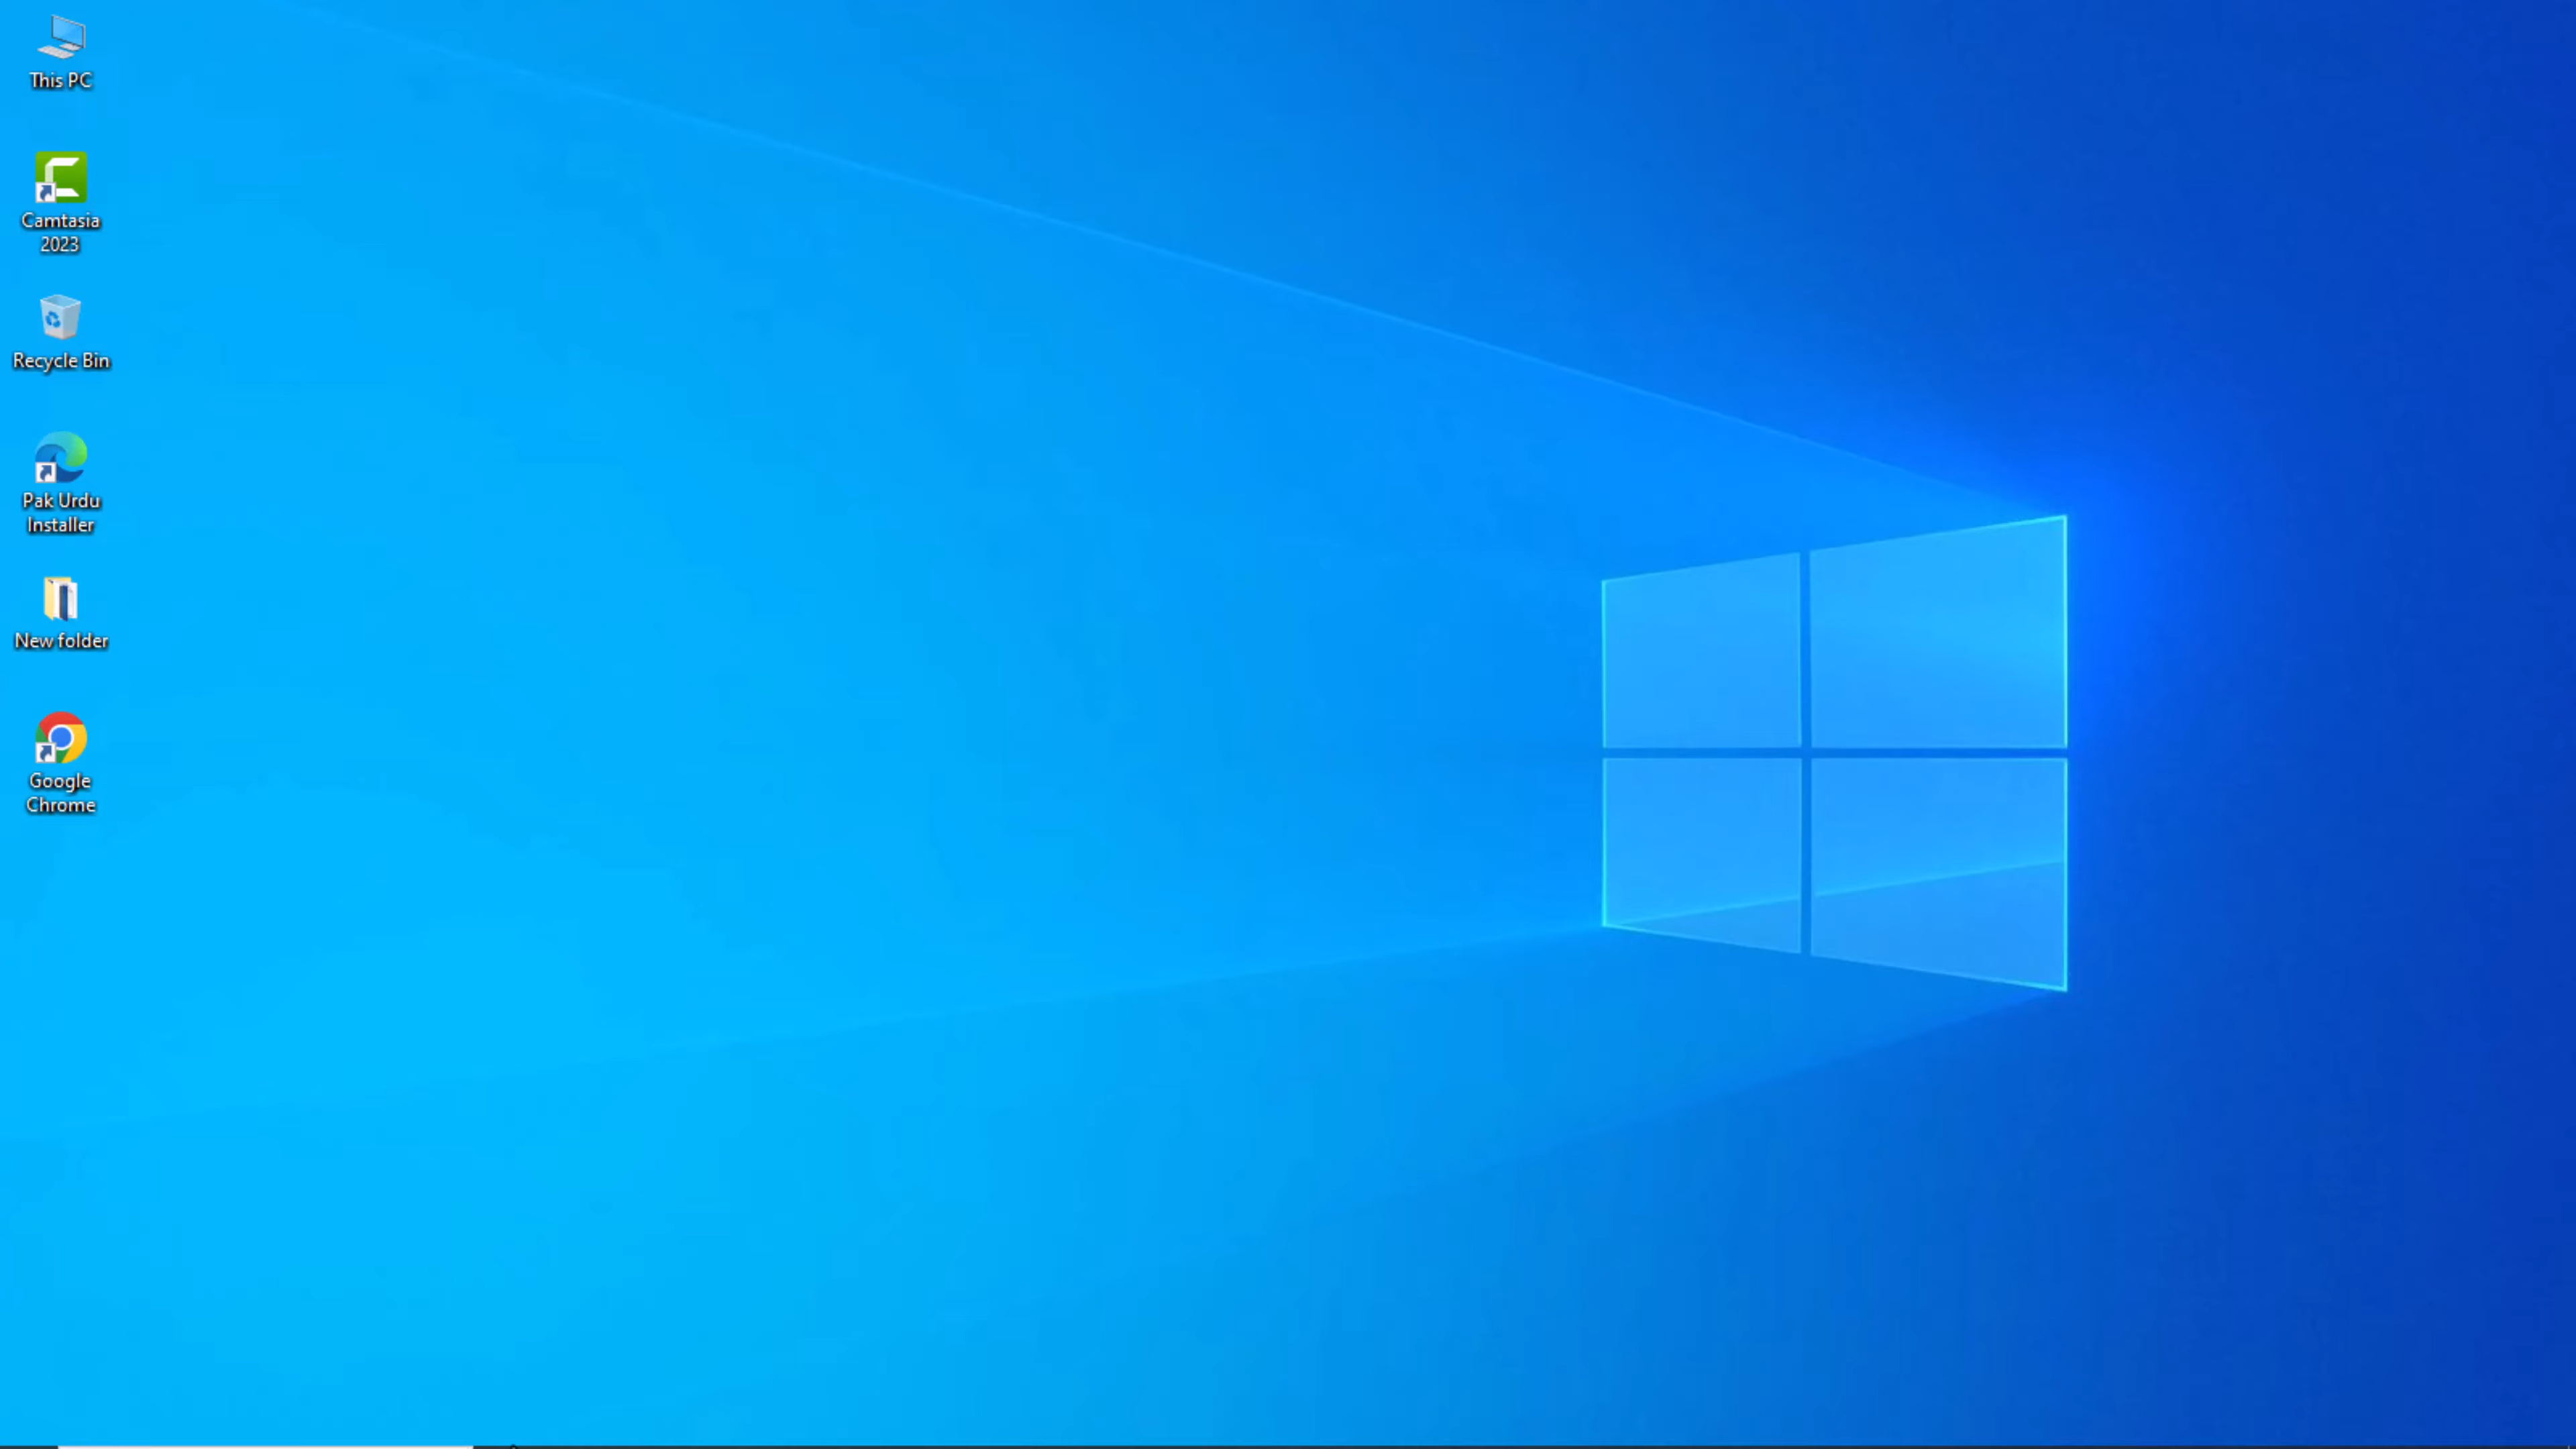 This PC
Camtasia
2023
Recycle Bin
Pak Urdu
Installer
New folder
Google
Chrome